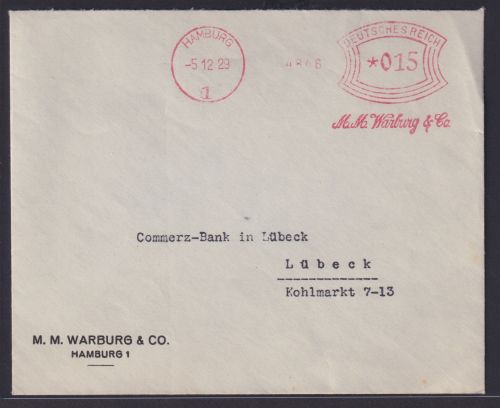 HAMBURG
-5.12.29
1
DEUTSCHES REICH
*015
M.M. Warburg & Co.
Commerz-Bank in Lübeck
Lübeck
Kohlmarkt 7-13
M. M. WARBURG & CO.
HAMBURG 1